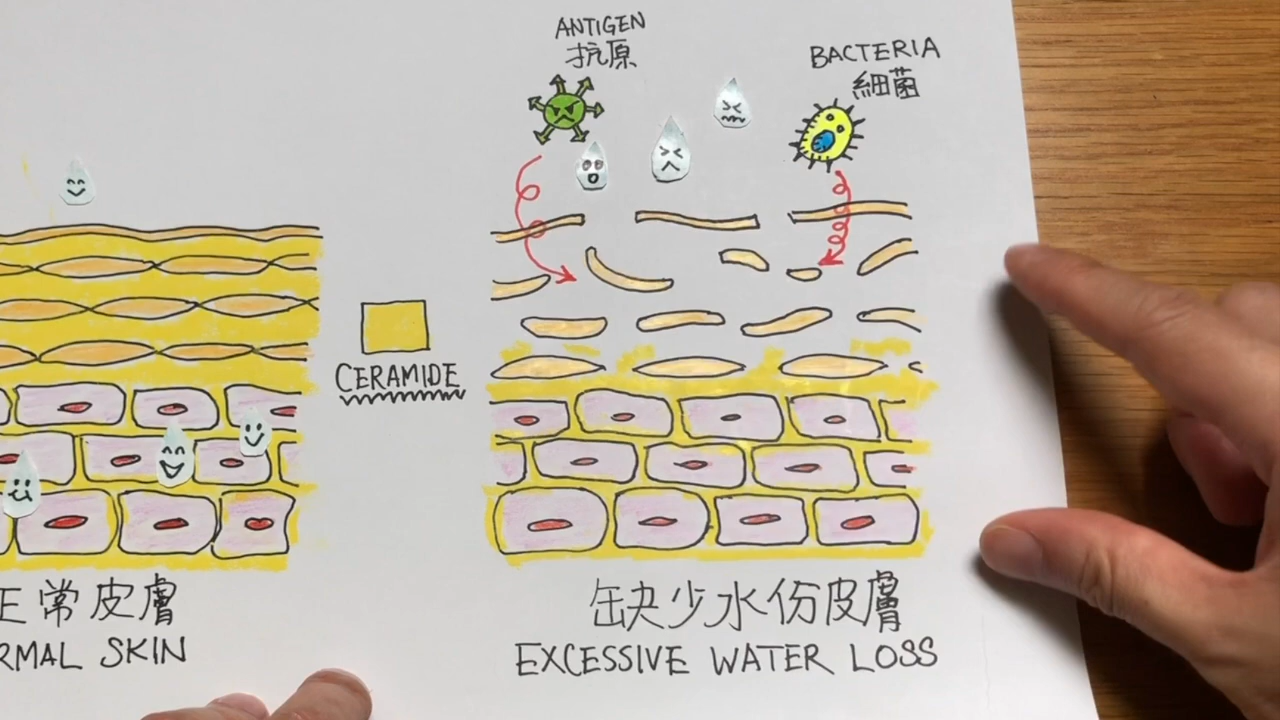 ANTIGEN
抗原
BACTERIA
細菌
CERAMIDE
正常皮膚
RMAL SKIN
缺少水份皮膚
EXCESSIVE WATER LOSS